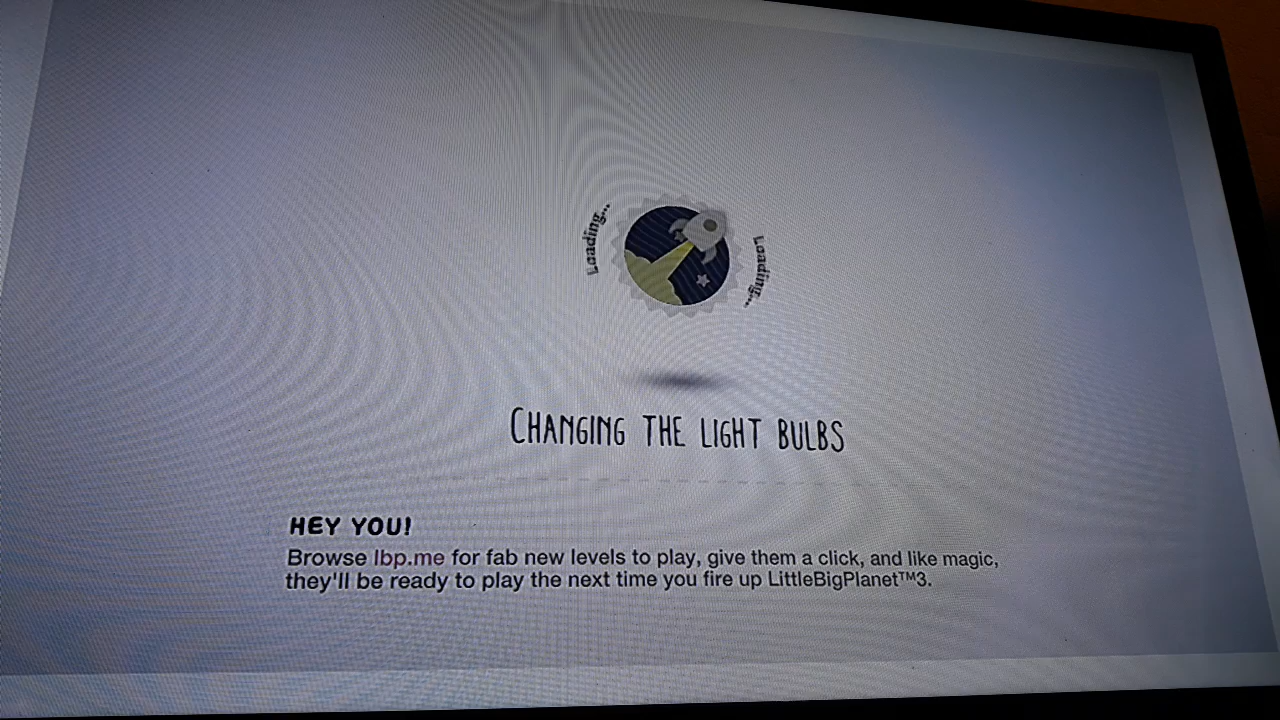 Loading...
Loading...
CHANGING THE LIGHT BULBS
HEY YOU!
Browse lbp.me for fab new levels to play, give them a click, and like magic,
they'll be ready to play the next time you fire up LittleBigPlanet™3.